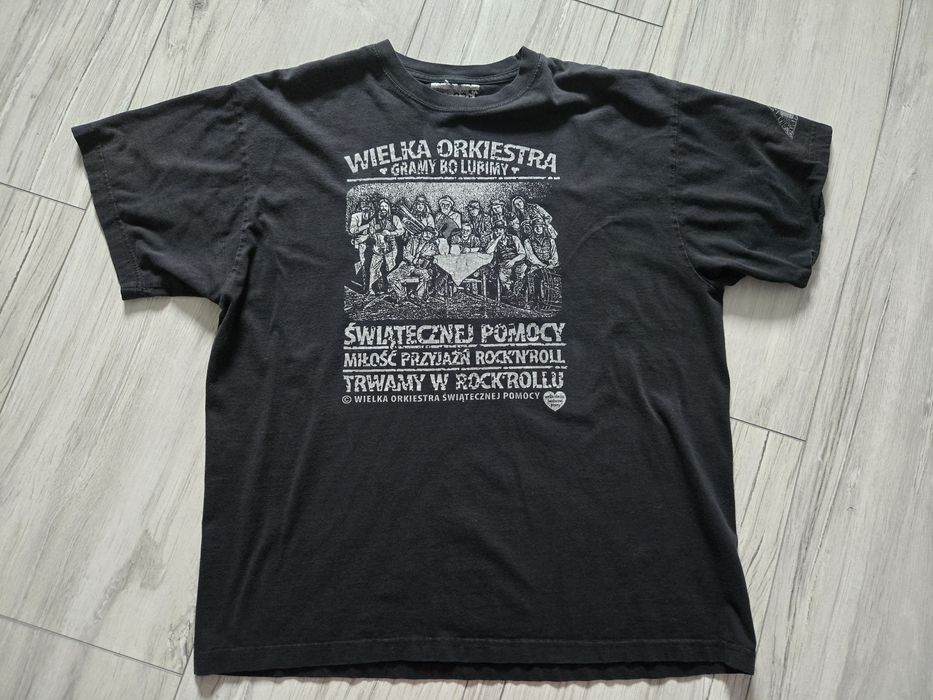 WIELKA ORKIESTRA
♥ GRAMY BO LUBIMY ♥
ŚWIĄTECZNEJ POMOCY
MIŁOŚĆ PRZYJAŹŃ ROCK'N'ROLL
TRWAMY W ROCK'ROLLU
© WIELKA ORKIESTRA ŚWIĄTECZNEJ POMOCY